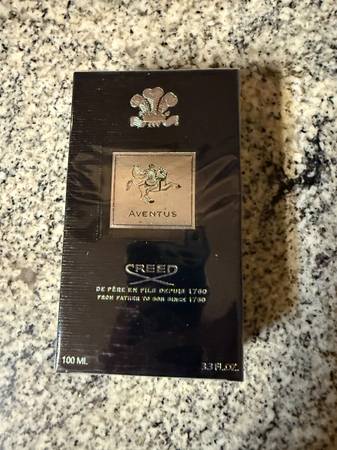 AVENTUS
CREED
DE PÈRE EN FILS DEPUIS 1760
FROM FATHER TO SON SINCE 1760
100 ML
3.3 FL.OZ.